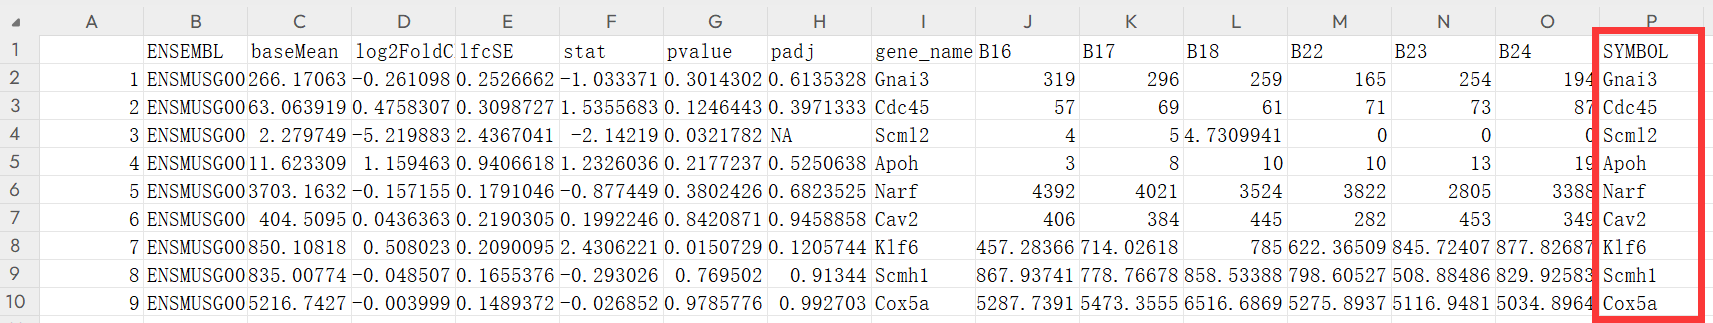 A B C D E F G H I J K L M N O P
1 ENSEMBL baseMean log2FoldC lfcSE stat pvalue padj gene_name B16 B17 B18 B22 B23 B24 SYMBOL
2 1 ENSMUSG00 266.17063 -0.261098 0.2526662 -1.033371 0.3014302 0.6135328 Gnai3 319 296 259 165 254 194 Gnai3
3 2 ENSMUSG00 63.063919 0.4758307 0.3098727 1.5355683 0.1246443 0.3971333 Cdc45 57 69 61 71 73 87 Cdc45
4 3 ENSMUSG00 2.279749 -5.219883 2.4367041 -2.14219 0.0321782 NA Scml2 4 5 4.7309941 0 0 0 Scml2
5 4 ENSMUSG00 11.623309 1.159463 0.9406618 1.2326036 0.2177237 0.5250638 Apoh 3 8 10 10 13 19 Apoh
6 5 ENSMUSG00 3703.1632 -0.157155 0.1791046 -0.877449 0.3802426 0.6823525 Narf 4392 4021 3524 3822 2805 3388 Narf
7 6 ENSMUSG00 404.5095 0.0436363 0.2190305 0.1992246 0.8420871 0.9458858 Cav2 406 384 445 282 453 349 Cav2
8 7 ENSMUSG00 850.10818 0.508023 0.2090095 2.4306221 0.0150729 0.1205744 Klf6 457.28366 714.02618 785 622.36509 845.72407 877.82687 Klf6
9 8 ENSMUSG00 835.00774 -0.048507 0.1655376 -0.293026 0.769502 0.91344 Scmh1 867.93741 778.76678 858.53388 798.60527 508.88486 829.92583 Scmh1
10 9 ENSMUSG00 5216.7427 -0.003999 0.1489372 -0.026852 0.9785776 0.992703 Cox5a 5287.7391 5473.3555 6516.6869 5275.8937 5116.9481 5034.8964 Cox5a